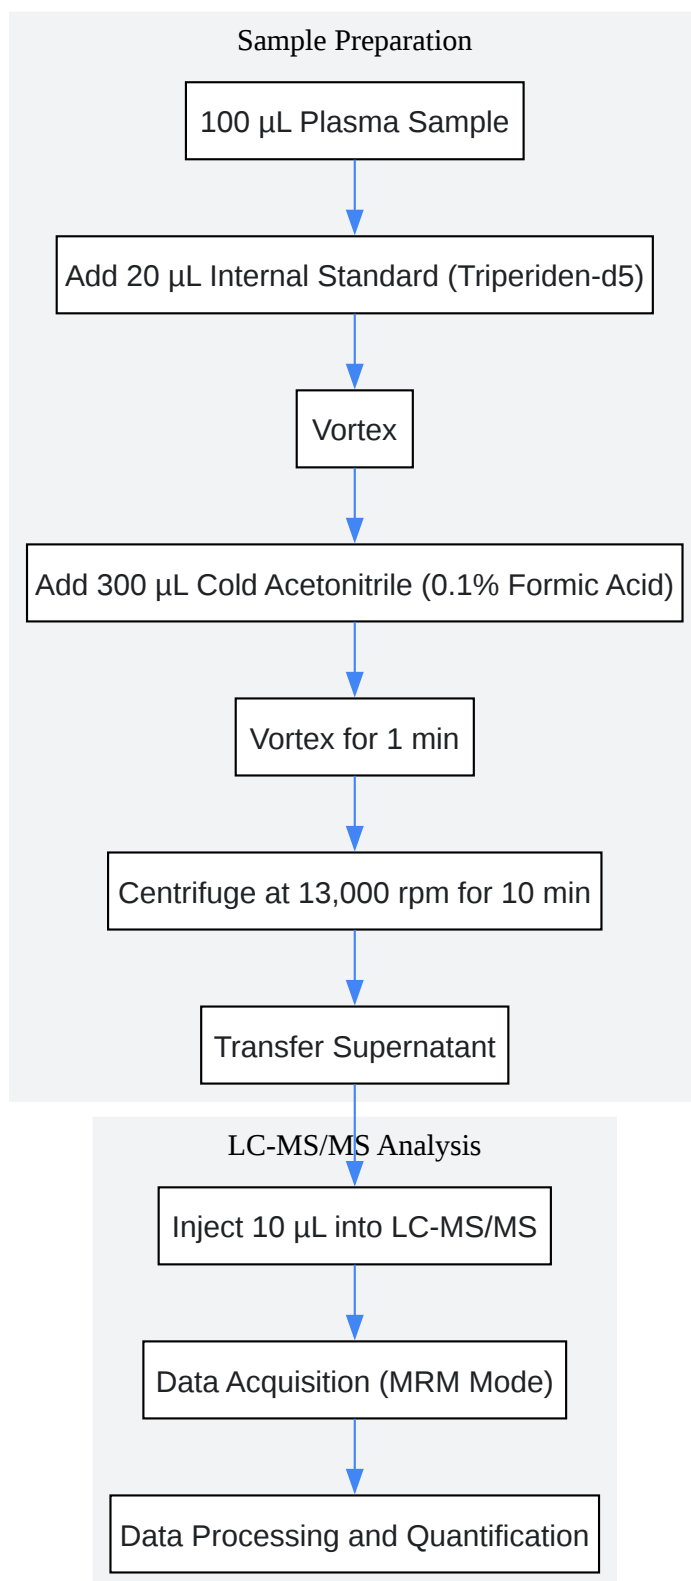 Sample Preparation
100 µL Plasma Sample
Add 20 µL Internal Standard (Triperiden-d5)
Vortex
Add 300 µL Cold Acetonitrile (0.1% Formic Acid)
Vortex for 1 min
Centrifuge at 13,000 rpm for 10 min
Transfer Supernatant
LC-MS/MS Analysis
Inject 10 µL into LC-MS/MS
Data Acquisition (MRM Mode)
Data Processing and Quantification